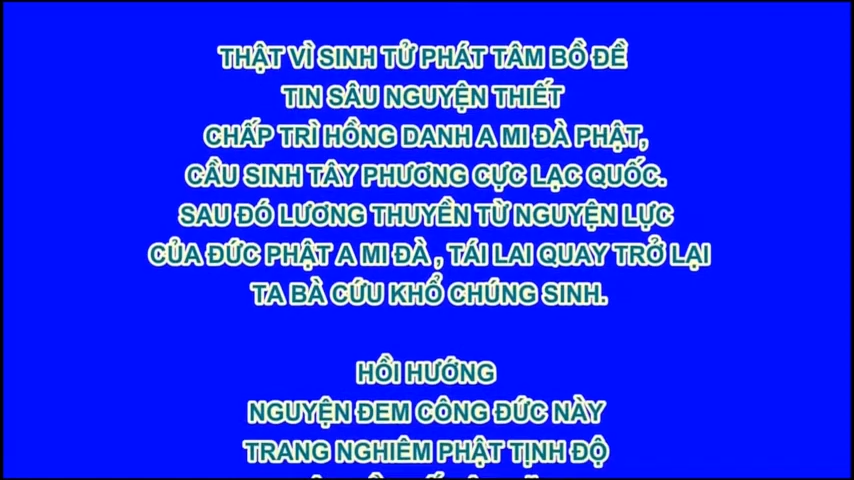 THẬT VÌ SINH TỬ PHÁT TÂM BỒ ĐỀ
TIN SÂU NGUYỆN THIẾT
CHẤP TRÌ HỒNG DANH A MI ĐÀ PHẬT,
CẦU SINH TÂY PHƯƠNG CỰC LẠC QUỐC.
SAU ĐÓ LƯƠNG THUYỀN TỪ NGUYỆN LỰC
CỦA ĐỨC PHẬT A MI ĐÀ , TÁI LAI QUAY TRỞ LẠI
TA BÀ CỨU KHỔ CHÚNG SINH.
HỒI HƯỚNG
NGUYỆN ĐEM CÔNG ĐỨC NÀY
TRANG NGHIÊM PHẬT TỊNH ĐỘ